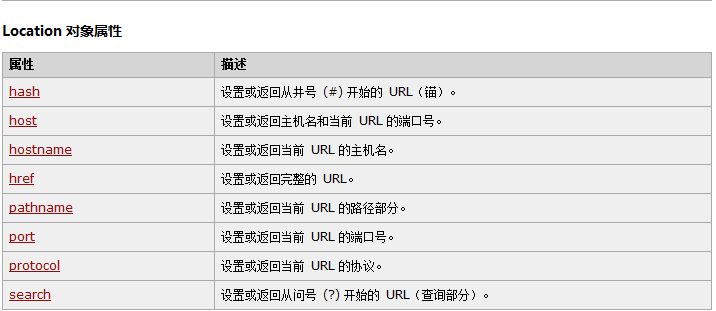 Location 对象属性
属性 描述
hash 设置或返回从井号 (#) 开始的 URL（锚）。
host 设置或返回主机名和当前 URL 的端口号。
hostname 设置或返回当前 URL 的主机名。
href 设置或返回完整的 URL。
pathname 设置或返回当前 URL 的路径部分。
port 设置或返回当前 URL 的端口号。
protocol 设置或返回当前 URL 的协议。
search 设置或返回从问号 (?) 开始的 URL（查询部分）。